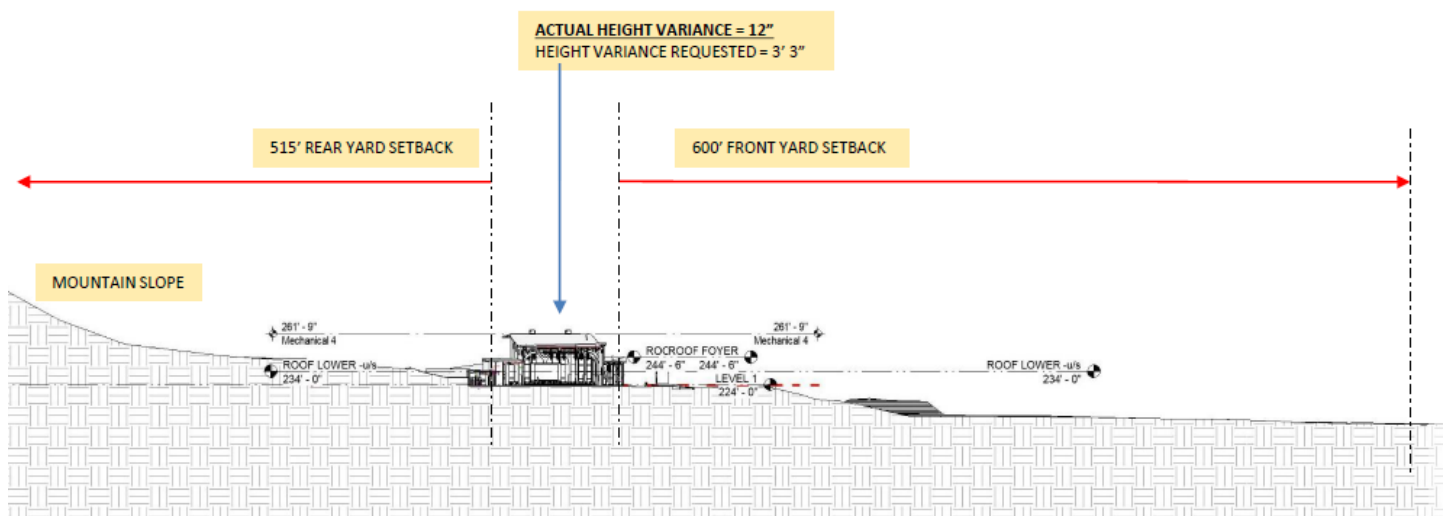 ACTUAL HEIGHT VARIANCE = 12”
HEIGHT VARIANCE REQUESTED = 3’ 3”
515’ REAR YARD SETBACK
600’ FRONT YARD SETBACK
MOUNTAIN SLOPE
261' - 9"
Mechanical 4
261' - 9"
Mechanical 4
ROOF LOWER -u/s
234' - 0"
ROCROOF FOYER
244' - 6" 244' - 6"
LEVEL 1
224' - 0"
ROOF LOWER -u/s
234' - 0"